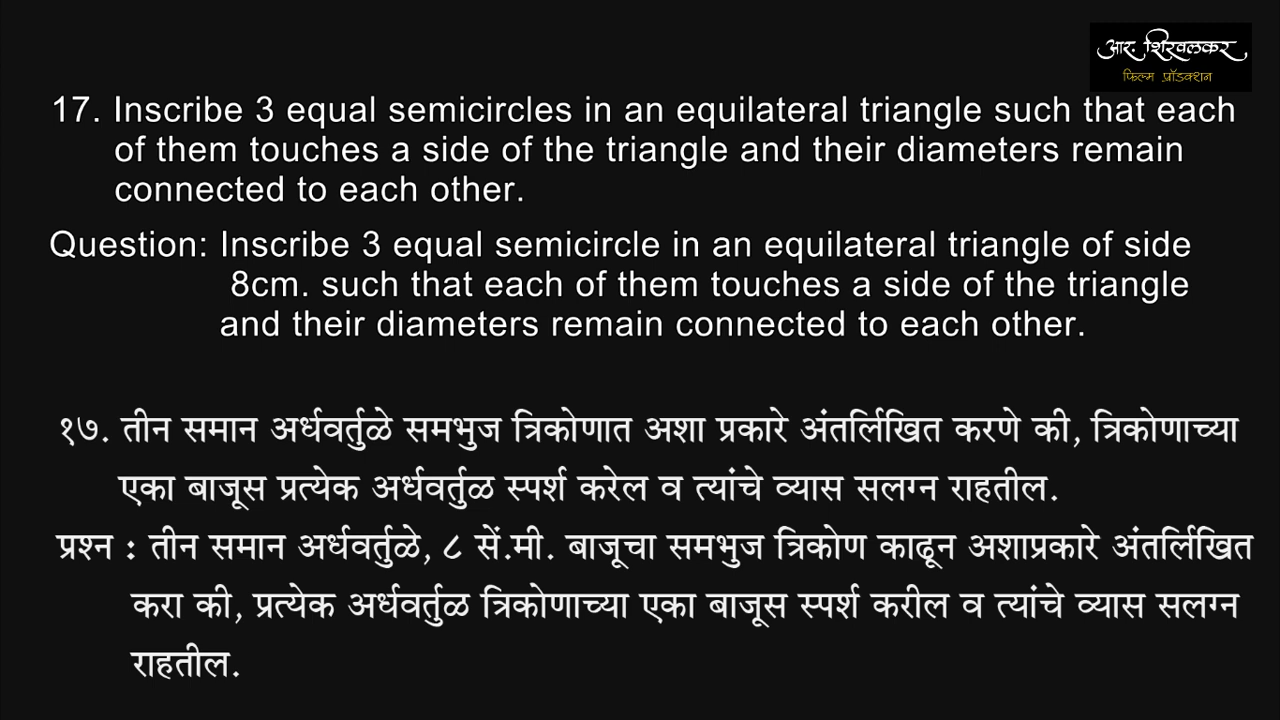 आर. शिरवलकर
फिल्म प्रॉडक्शन
17. Inscribe 3 equal semicircles in an equilateral triangle such that each
of them touches a side of the triangle and their diameters remain
connected to each other.
Question: Inscribe 3 equal semicircle in an equilateral triangle of side
8cm. such that each of them touches a side of the triangle
and their diameters remain connected to each other.
१७. तीन समान अर्धवर्तुळे समभुज त्रिकोणात अशा प्रकारे अंतर्लिखित करणे की, त्रिकोणाच्या
एका बाजूस प्रत्येक अर्धवर्तुळ स्पर्श करेल व त्यांचे व्यास सलग्न राहतील.
प्रश्न : तीन समान अर्धवर्तुळे, ८ सें.मी. बाजूचा समभुज त्रिकोण काढून अशाप्रकारे अंतर्लिखित
करा की, प्रत्येक अर्धवर्तुळ त्रिकोणाच्या एका बाजूस स्पर्श करील व त्यांचे व्यास सलग्न
राहतील.